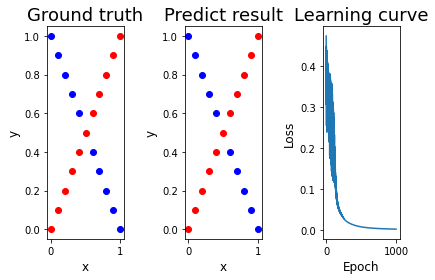 Ground truth
Predict result
Learning curve
1.0
0.8
0.6
0.4
0.2
0.0
y
0
1
x
1.0
0.8
0.6
0.4
0.2
0.0
y
0
1
x
0.4
0.3
0.2
0.1
0.0
Loss
0
1000
Epoch